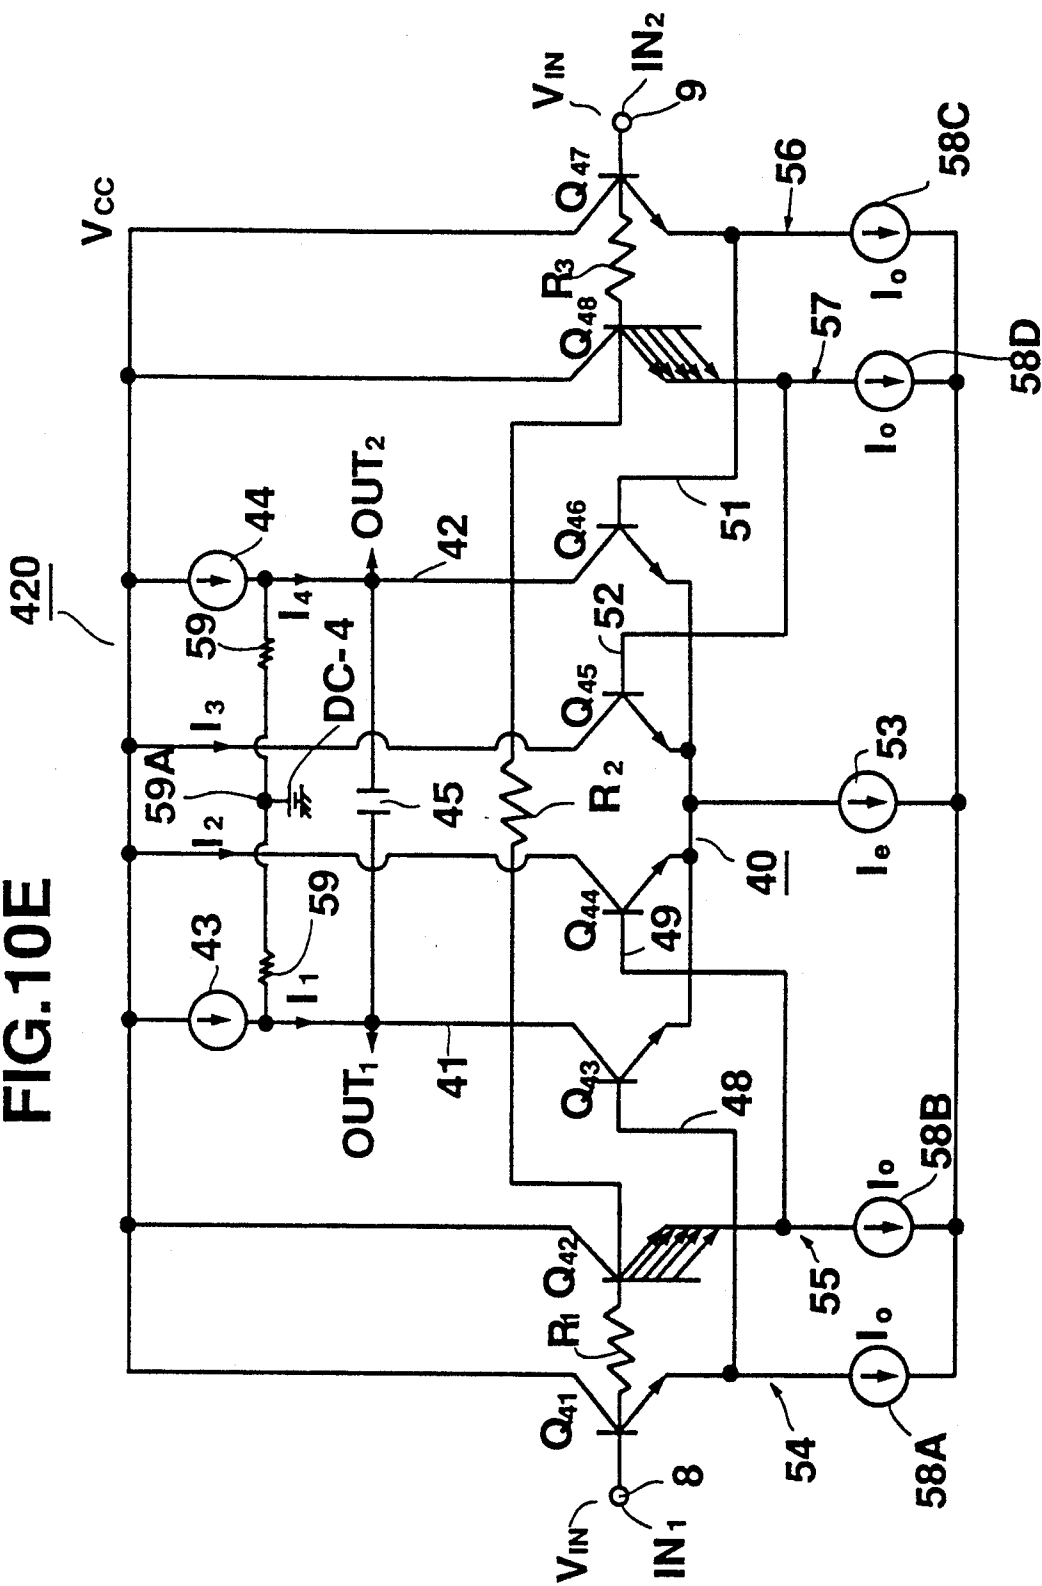 FIG.10E
420
VCC
43
59
I1
I2
59A
DC-4
I3
59
I4
44
OUT1
41
45
42
OUT2
R2
VIN
IN1
8
Q41
R1
Q42
Q43
Q44
Q45
Q46
Q48
R3
Q47
VIN
IN2
9
48
49
40
52
51
54
55
53
57
56
58A
Io
58B
Io
Ie
58D
Io
58C
Io